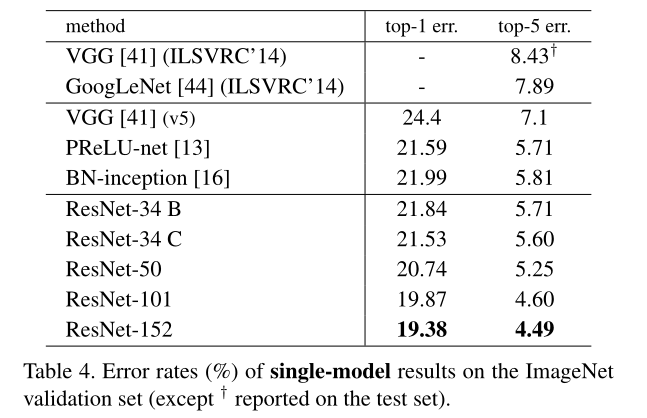 method top-1 err. top-5 err.
VGG [41] (ILSVRC’14) - 8.43†
GoogLeNet [44] (ILSVRC’14) - 7.89
VGG [41] (v5) 24.4 7.1
PReLU-net [13] 21.59 5.71
BN-inception [16] 21.99 5.81
ResNet-34 B 21.84 5.71
ResNet-34 C 21.53 5.60
ResNet-50 20.74 5.25
ResNet-101 19.87 4.60
ResNet-152 19.38 4.49
Table 4. Error rates (%) of single-model results on the ImageNet
validation set (except † reported on the test set).